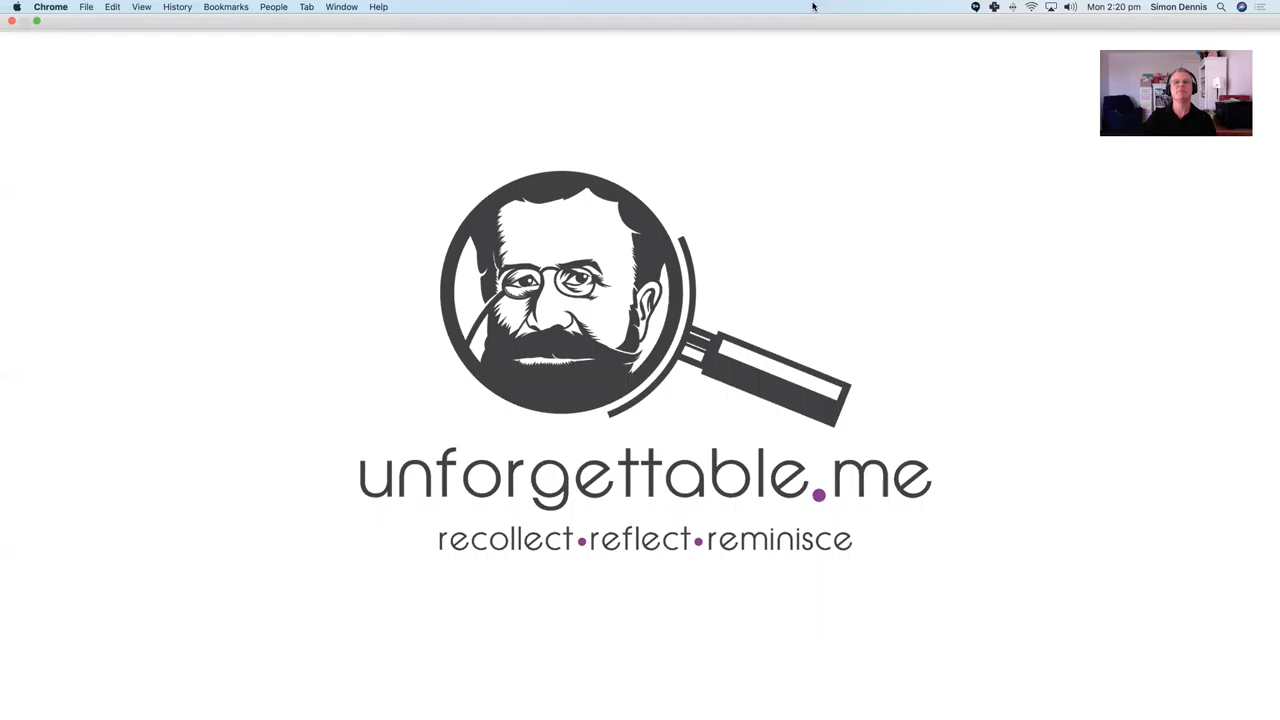 Chrome File Edit View History Bookmarks People Tab Window Help Mon 2:20 pm Simon Dennis
unforgettable.me
recollect•reflect•reminisce